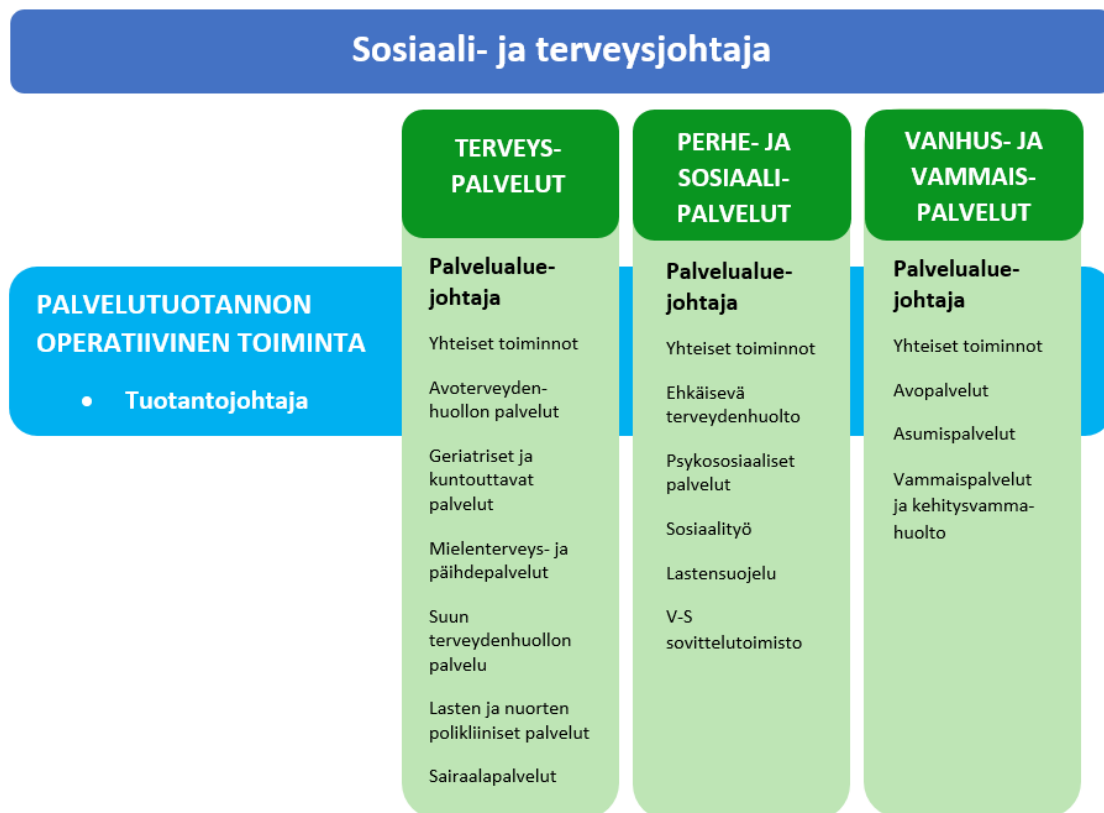 Sosiaali- ja terveysjohtaja
PALVELUTUOTANNON
OPERATIIVINEN TOIMINTA
• Tuotantojohtaja
TERVEYS-
PALVELUT
Palvelualue-
johtaja
Yhteiset toiminnot
Avoterveyden-
huollon palvelut
Geriatriset ja
kuntouttavat
palvelut
Mielenterveys- ja
päihdepalvelut
Suun
terveydenhuollon
palvelu
Lasten ja nuorten
polikliiniset palvelut
Sairaalapalvelut
PERHE- JA
SOSIAALI-
PALVELUT
Palvelualue-
johtaja
Yhteiset toiminnot
Ehkäisevä
terveydenhuolto
Psykososiaaliset
palvelut
Sosiaalityö
Lastensuojelu
V-S
sovittelutoimisto
VANHUS- JA
VAMMAIS-
PALVELUT
Palvelualue-
johtaja
Yhteiset toiminnot
Avopalvelut
Asumispalvelut
Vammaispalvelut
ja kehitysvamma-
huolto